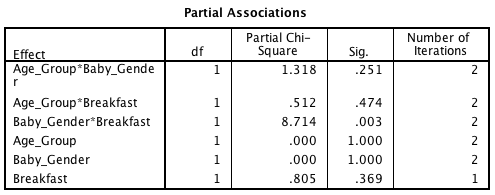 Partial Associations
Effect df Partial Chi-Square Sig. Number of Iterations
Age_Group*Baby_Gender 1 1.318 .251 2
Age_Group*Breakfast 1 .512 .474 2
Baby_Gender*Breakfast 1 8.714 .003 2
Age_Group 1 .000 1.000 2
Baby_Gender 1 .000 1.000 2
Breakfast 1 .805 .369 1